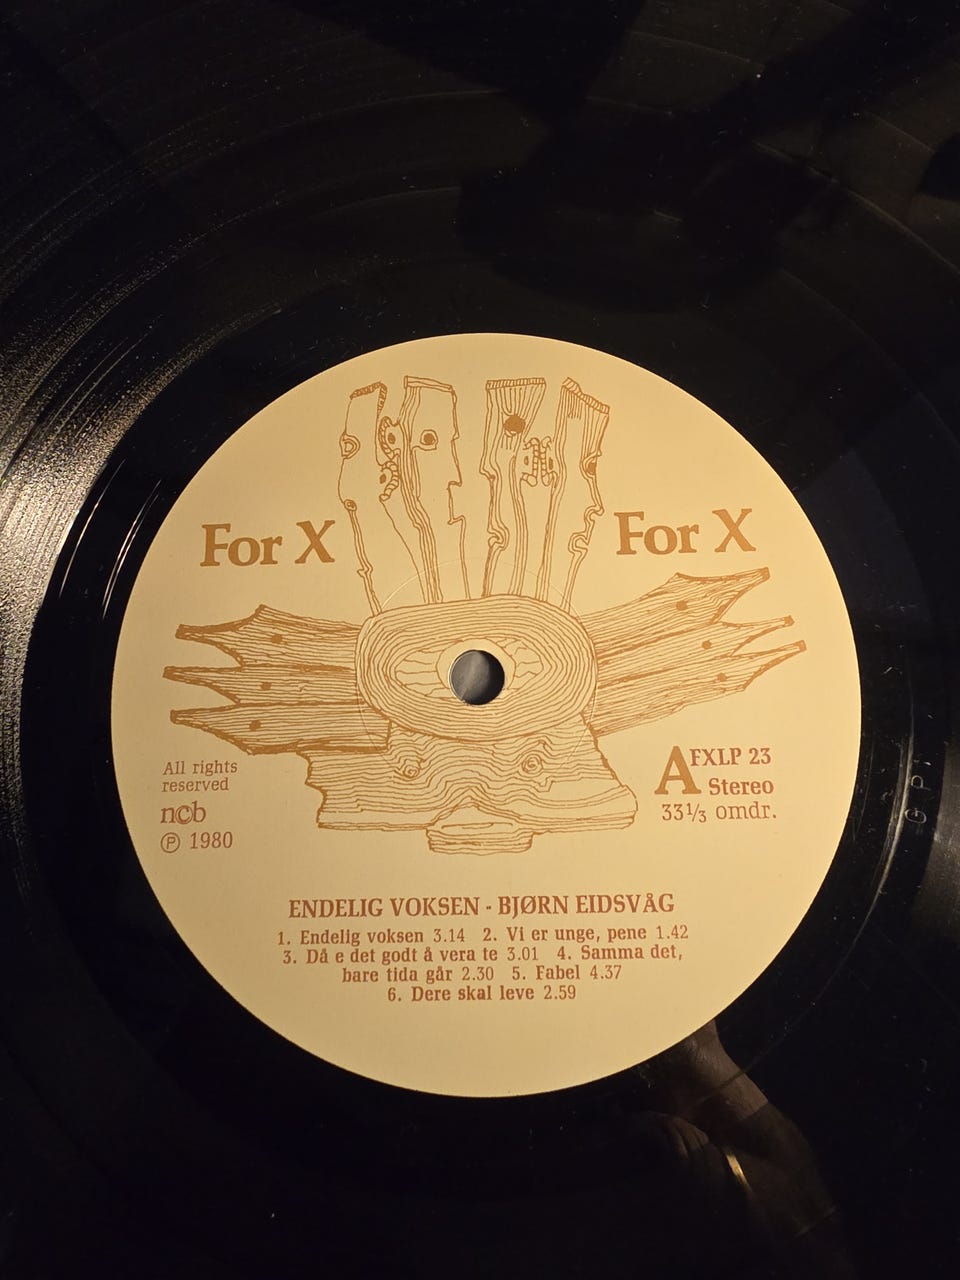 For X
For X
All rights
reserved
ncb
Ⓟ 1980
A FXLP 23
Stereo
33 1/3 omdr.
ENDELIG VOKSEN - BJØRN EIDSVÅG
1. Endelig voksen 3.14 2. Vi er unge, pene 1.42
3. Då e det godt å vera te 3.01 4. Samma det,
bare tida går 2.30 5. Fabel 4.37
6. Dere skal leve 2.59